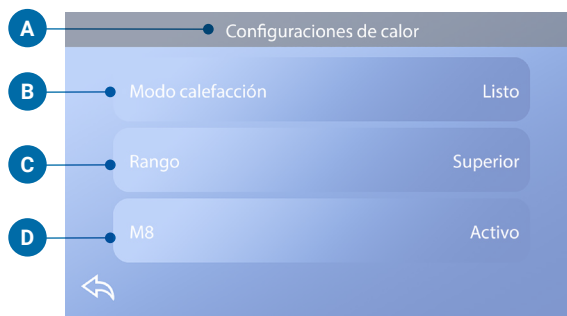 A Configuraciones de calor
B Modo calefacción Listo
C Rango Superior
D M8 Activo